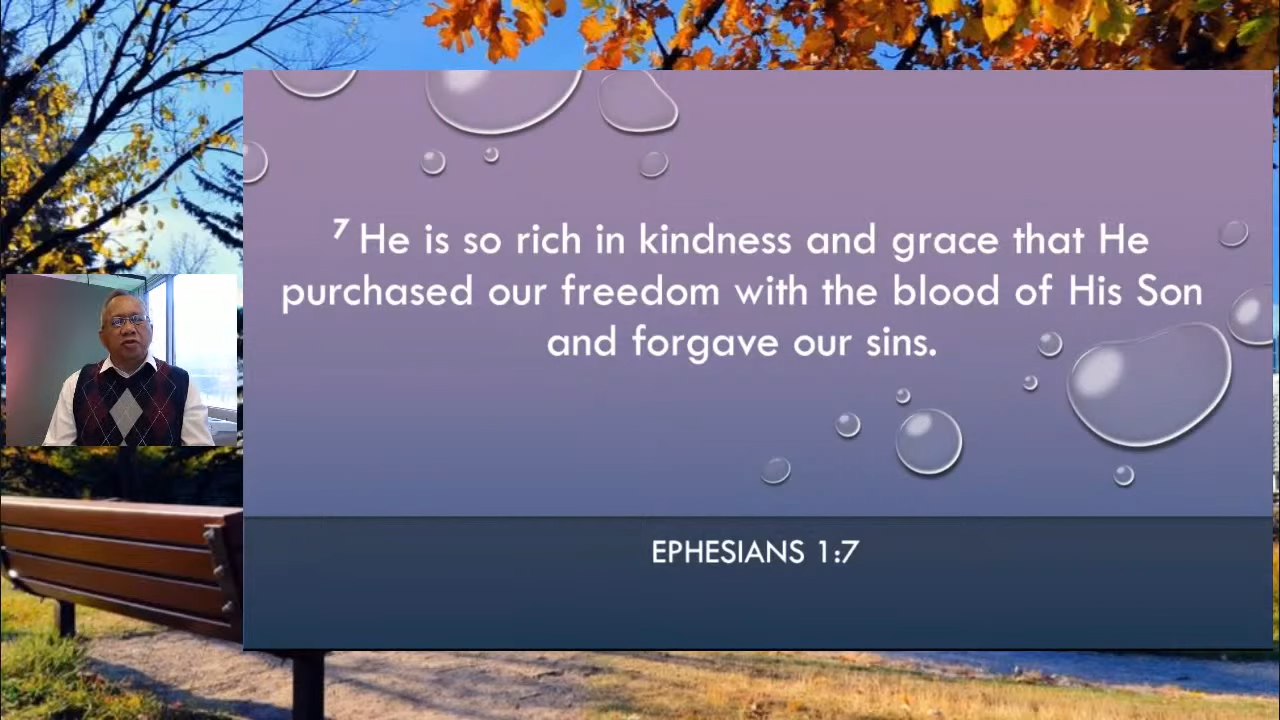 7 He is so rich in kindness and grace that He
purchased our freedom with the blood of His Son
and forgave our sins.
EPHESIANS 1:7